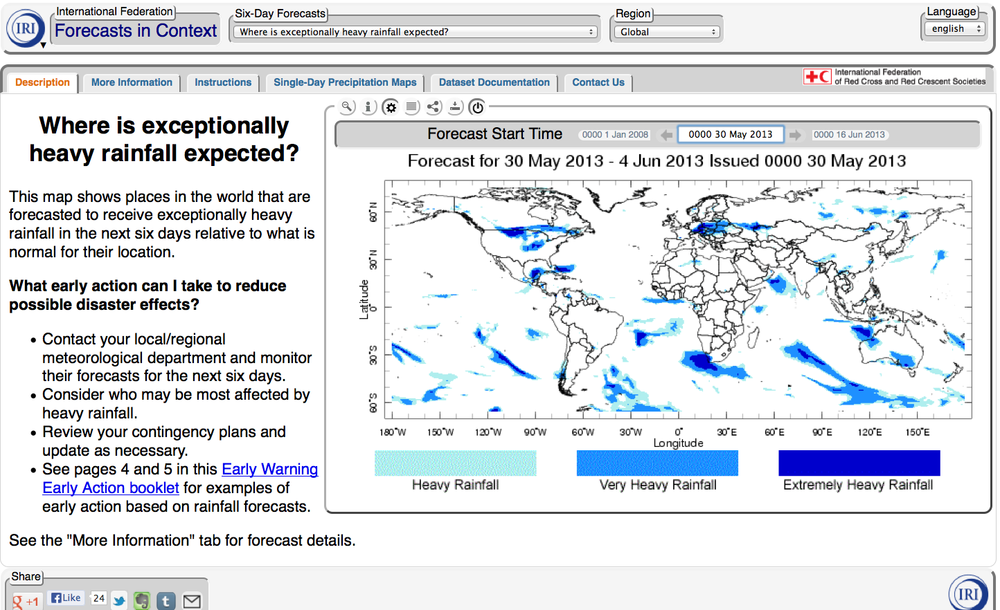 IRI
International Federation
Forecasts in Context
Six-Day Forecasts
Where is exceptionally heavy rainfall expected?
Region
Global
Language
english
Description
More Information
Instructions
Single-Day Precipitation Maps
Dataset Documentation
Contact Us
International Federation
of Red Cross and Red Crescent Societies
Where is exceptionally
heavy rainfall expected?
This map shows places in the world that are
forecasted to receive exceptionally heavy
rainfall in the next six days relative to what is
normal for their location.
What early action can I take to reduce
possible disaster effects?
• Contact your local/regional
meteorological department and monitor
their forecasts for the next six days.
• Consider who may be most affected by
heavy rainfall.
• Review your contingency plans and
update as necessary.
• See pages 4 and 5 in this Early Warning
Early Action booklet for examples of
early action based on rainfall forecasts.
See the "More Information" tab for forecast details.
Forecast Start Time
0000 1 Jan 2008
0000 30 May 2013
0000 16 Jun 2013
Forecast for 30 May 2013 - 4 Jun 2013 Issued 0000 30 May 2013
Latitude
60°N
30°N
0°
30°S
60°S
180°W 150°W 120°W 90°W 60°W 30°W 0° 30°E 60°E 90°E 120°E 150°E
Longitude
Heavy Rainfall
Very Heavy Rainfall
Extremely Heavy Rainfall
Share
g +1
Like
24
t
IRI